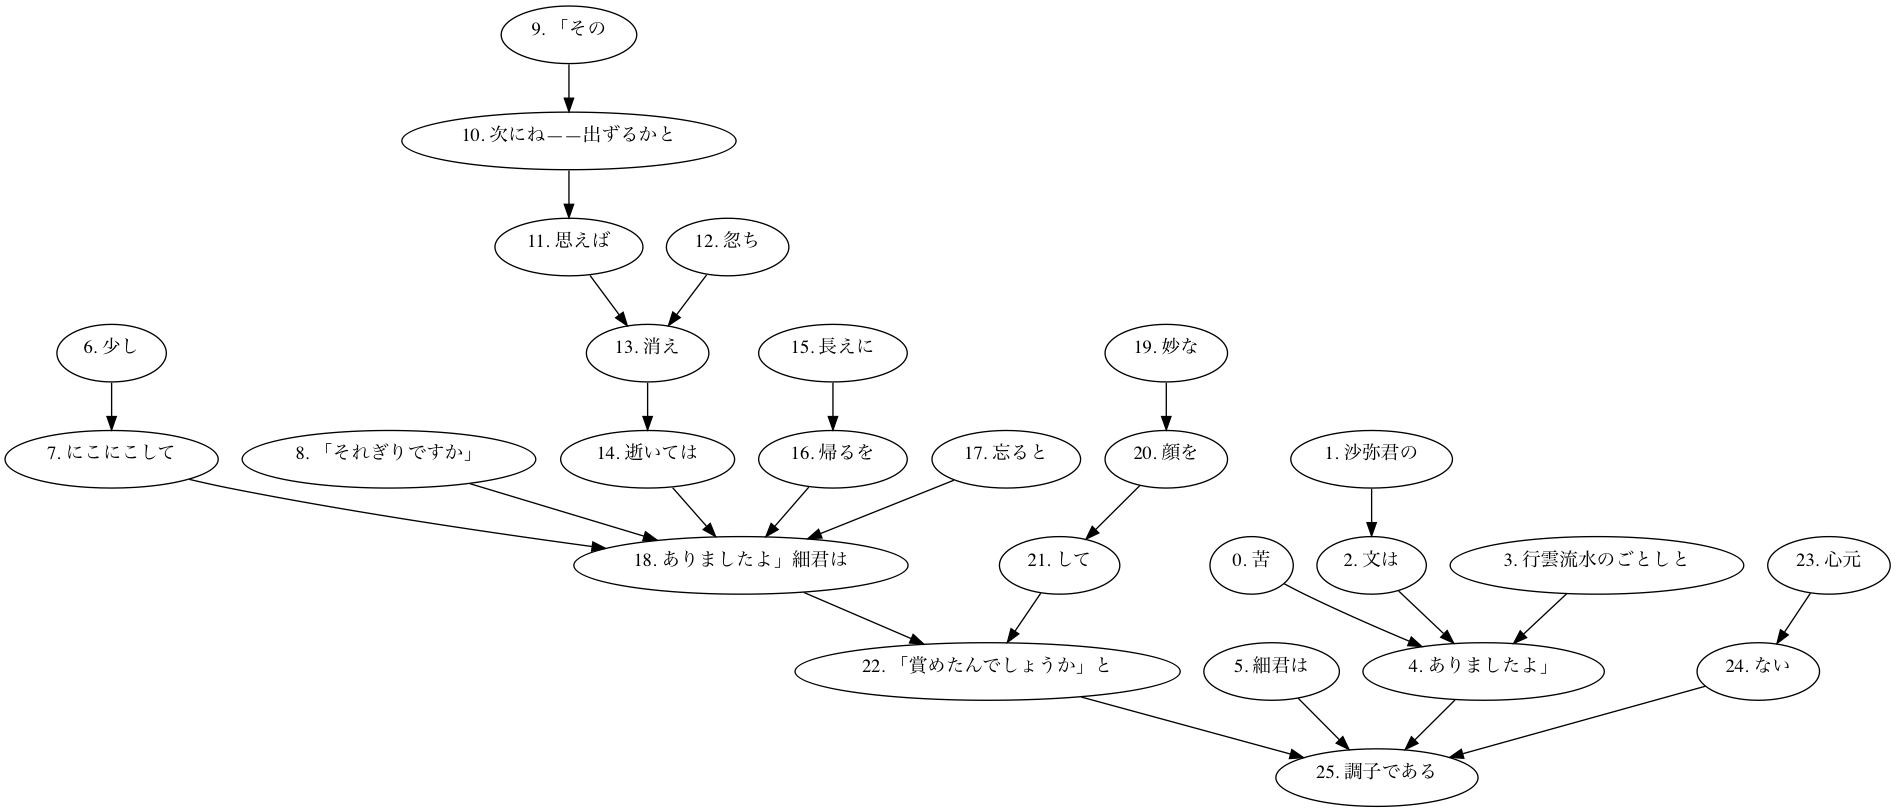 9. 「その
10. 次にね——出ずるかと
11. 思えば
12. 忽ち
6. 少し
13. 消え
15. 長えに
19. 妙な
7. にこにこして
8. 「それぎりですか」
14. 逝いては
16. 帰るを
17. 忘ると
20. 顔を
1. 沙弥君の
18. ありましたよ」細君は
21. して
0. 苦
2. 文は
3. 行雲流水のごとしと
23. 心元
22. 「賞めたんでしょうか」と
5. 細君は
4. ありましたよ」
24. ない
25. 調子である